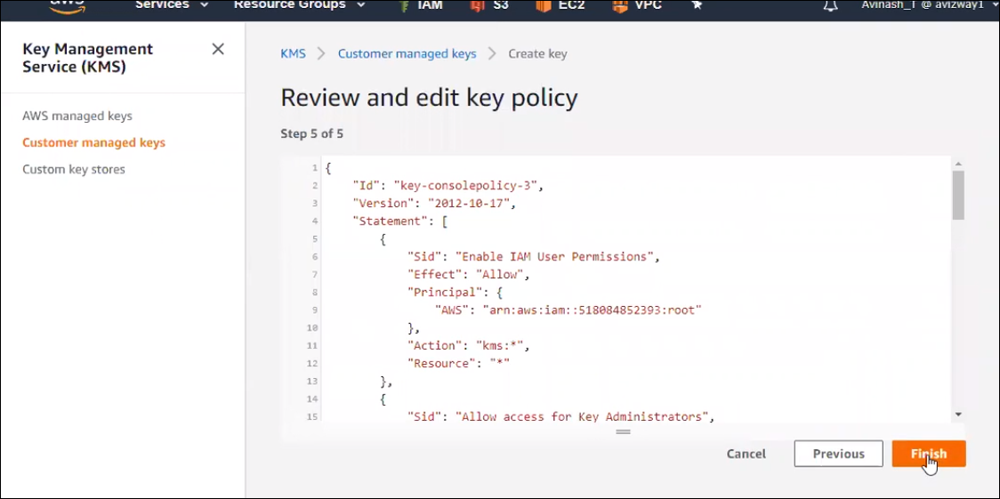 aws Services Resource Groups IAM S3 EC2 VPC Avinash_T @ avizway1
Key Management
Service (KMS)
AWS managed keys
Customer managed keys
Custom key stores
KMS > Customer managed keys > Create key
Review and edit key policy
Step 5 of 5
1 {
2 "Id": "key-consolepolicy-3",
3 "Version": "2012-10-17",
4 "Statement": [
5 {
6 "Sid": "Enable IAM User Permissions",
7 "Effect": "Allow",
8 "Principal": {
9 "AWS": "arn:aws:iam::518084852393:root"
10 },
11 "Action": "kms:*",
12 "Resource": "*"
13 },
14 {
15 "Sid": "Allow access for Key Administrators",
Cancel Previous Finish